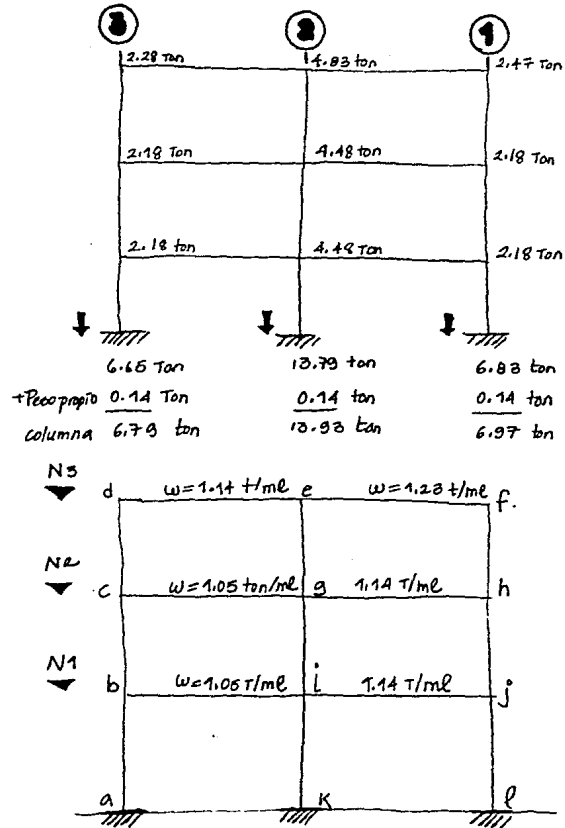 3 2 1
2.28 Ton 4.83 ton 2.47 Ton
2.18 Ton 4.48 ton 2.18 Ton
2.18 ton 4.48 Ton 2.18 Ton
6.65 Ton 13.79 ton 6.83 ton
+Peso propio 0.14 Ton 0.14 ton 0.14 ton
columna 6.79 ton 13.93 ton 6.97 ton
N3 d w=1.14 t/ml e w=1.23 t/ml f.
N2 c w=1.05 ton/ml g 1.14 T/ml h
N1 b w=1.05 T/ml i 1.14 T/ml j
a K l